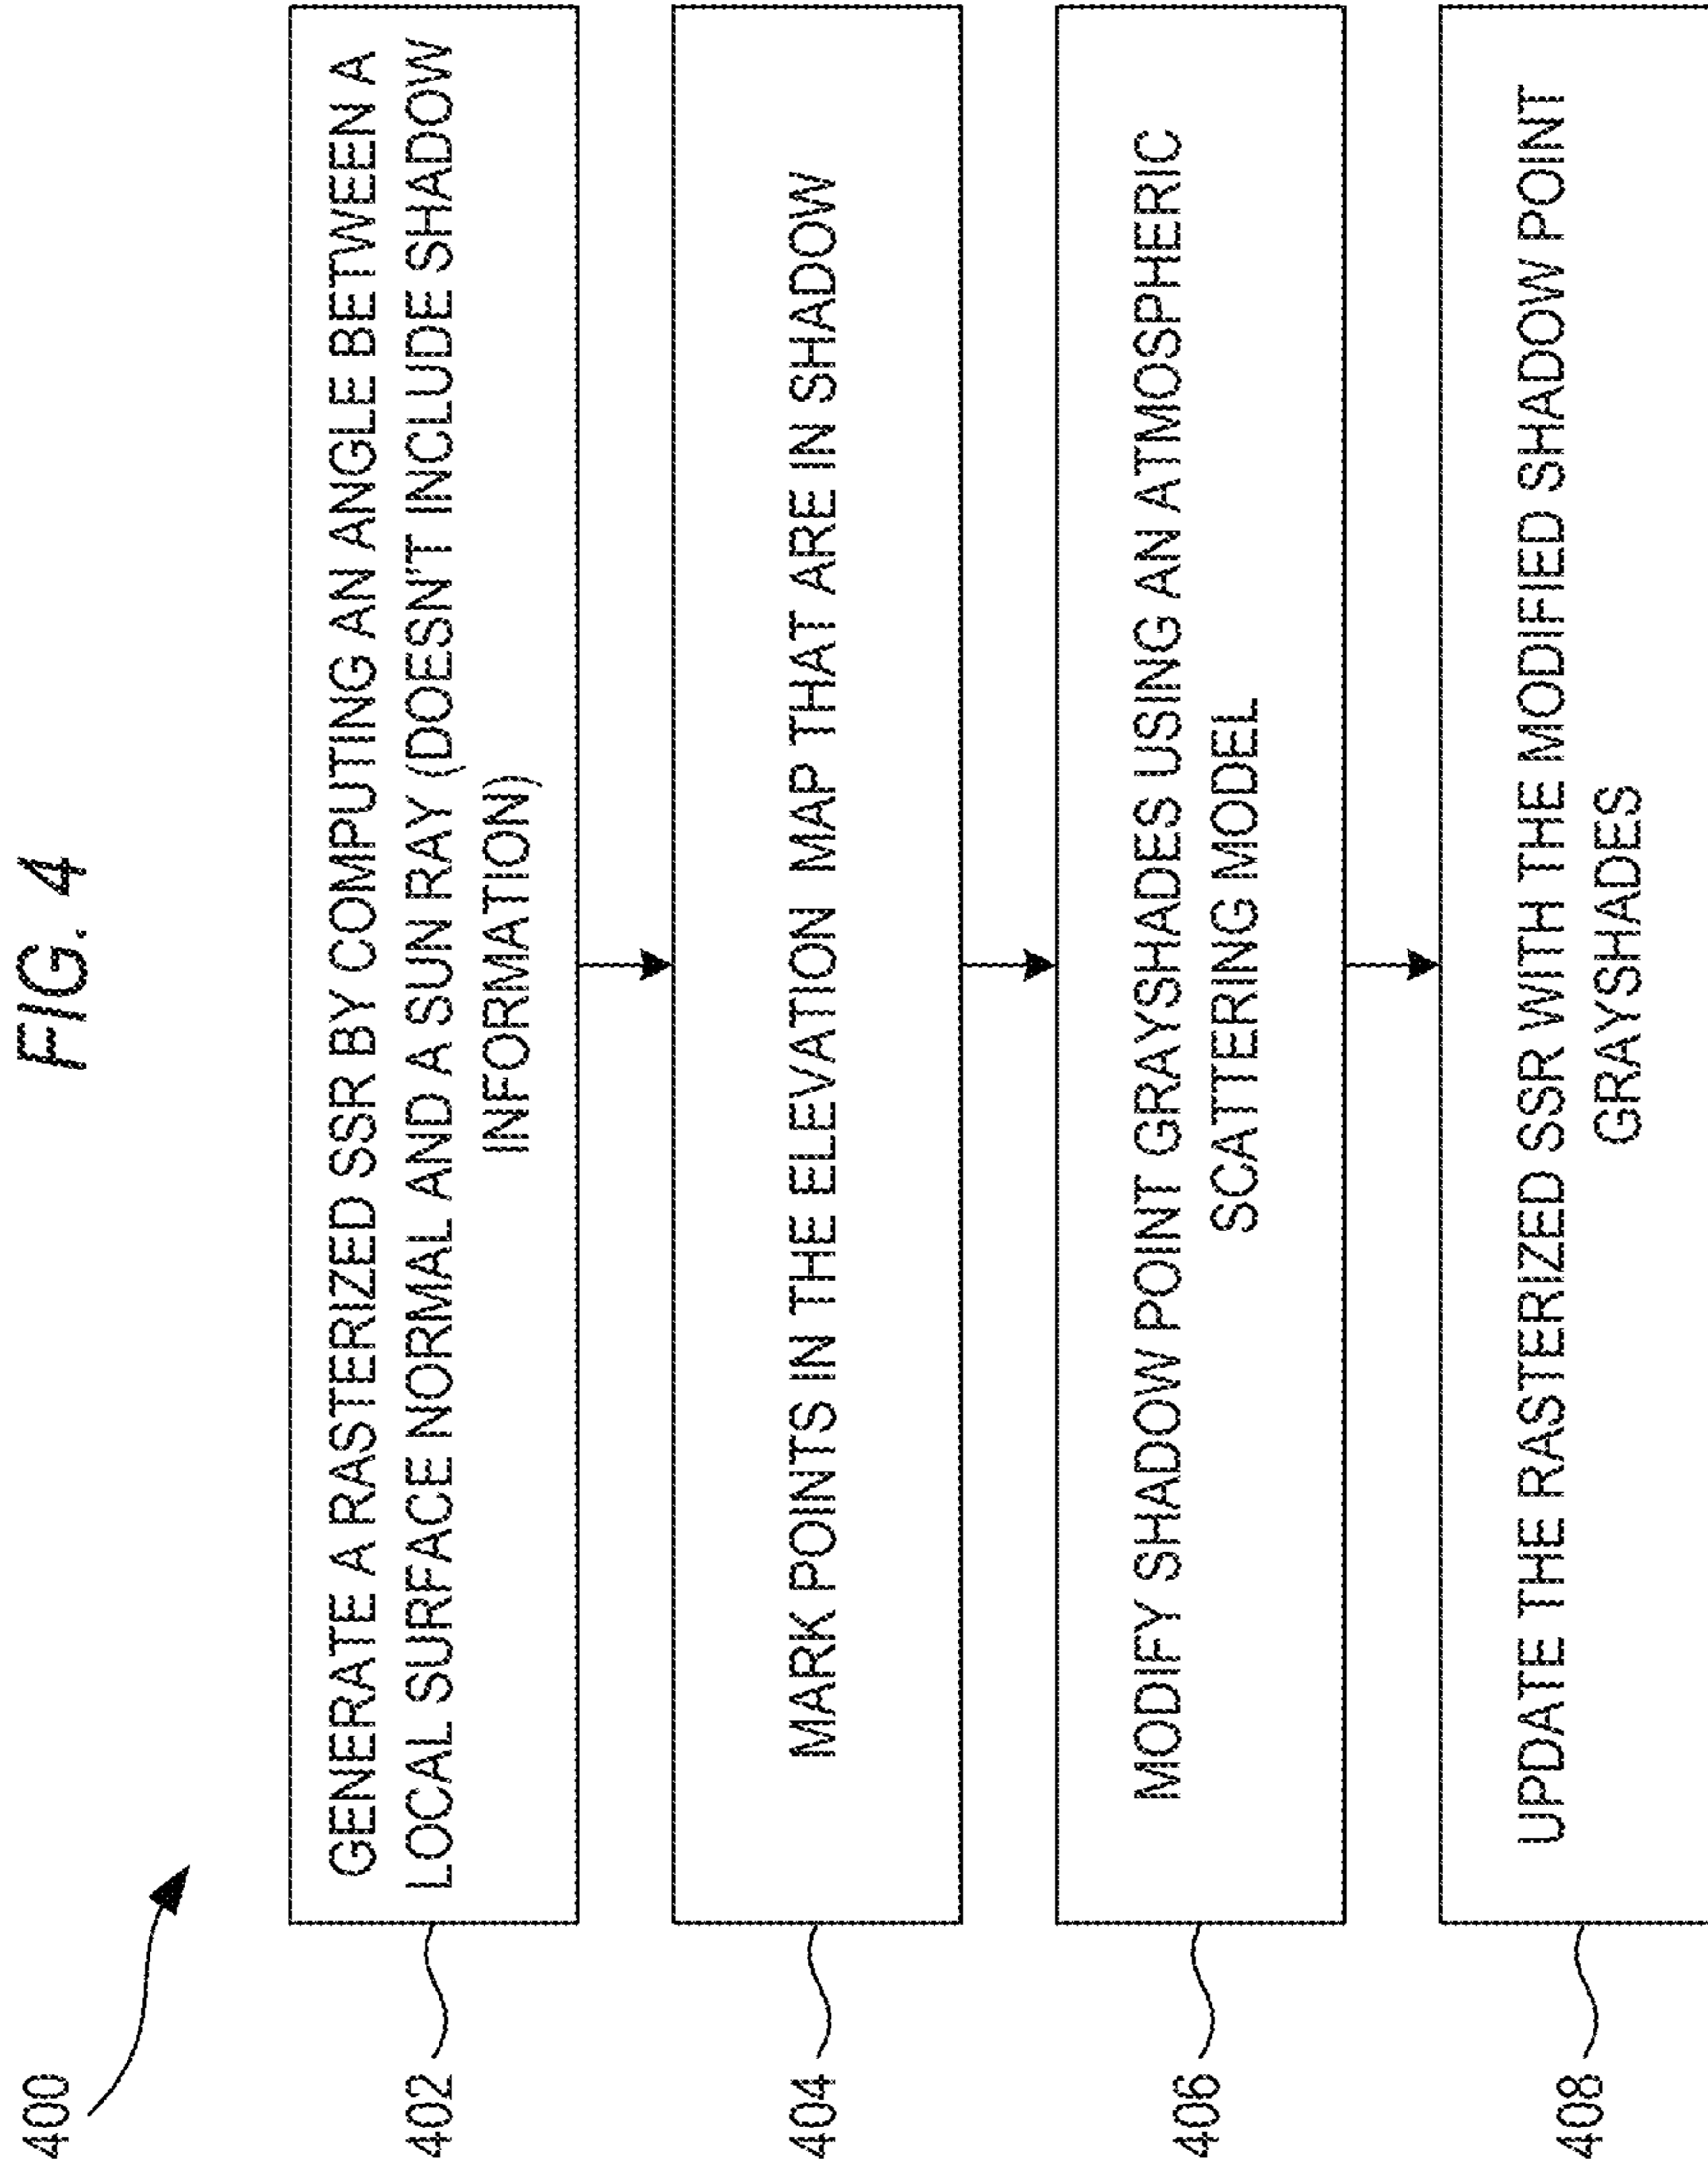 FIG. 4
400
402
GENERATE A RASTERIZED SSR BY COMPUTING AN ANGLE BETWEEN A
LOCAL SURFACE NORMAL AND A SUN RAY (DOESN'T INCLUDE SHADOW
INFORMATION)
404
MARK POINTS IN THE ELEVATION MAP THAT ARE IN SHADOW
406
MODIFY SHADOW POINT GRAYSHADES USING AN ATMOSPHERIC
SCATTERING MODEL
408
UPDATE THE RASTERIZED SSR WITH THE MODIFIED SHADOW POINT
GRAYSHADES